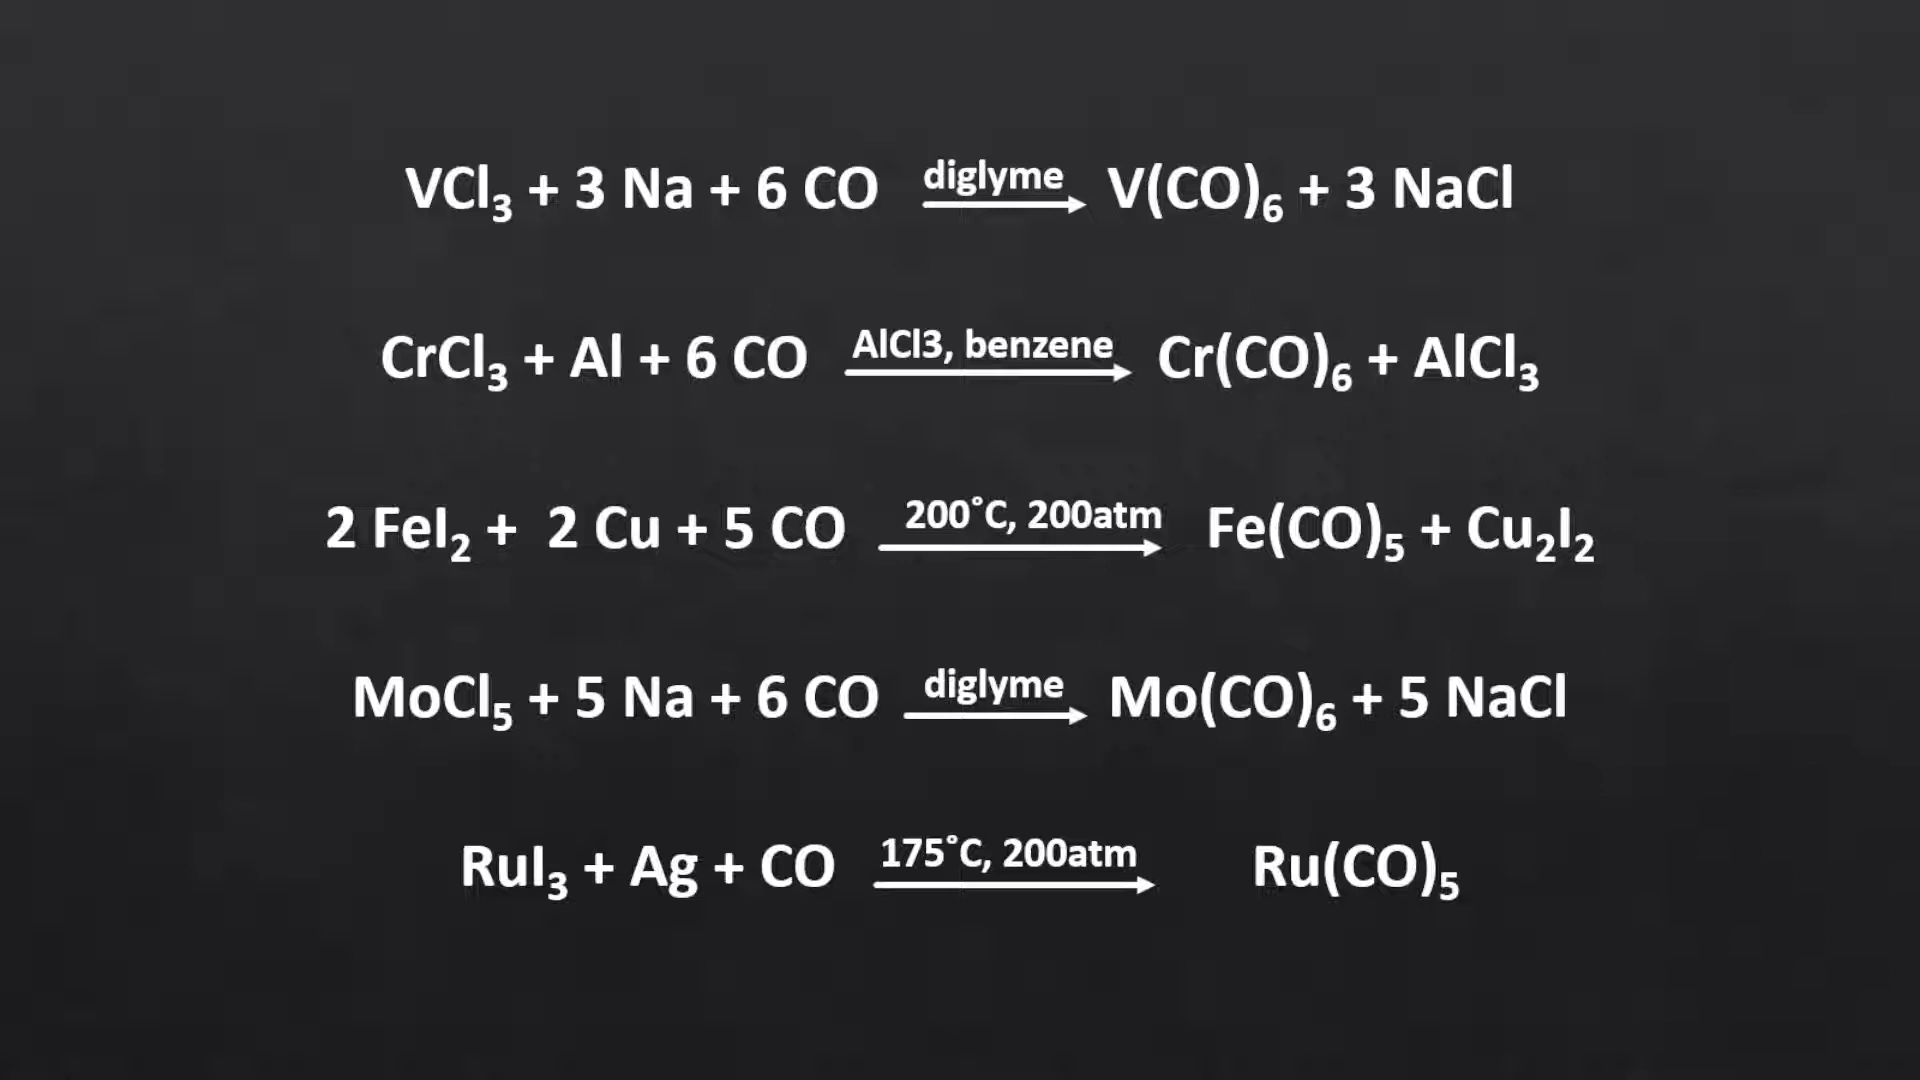 VCl₃ + 3 Na + 6 CO diglyme→ V(CO)₆ + 3 NaCl
CrCl₃ + Al + 6 CO AlCl3, benzene→ Cr(CO)₆ + AlCl₃
2 FeI₂ + 2 Cu + 5 CO 200˚C, 200atm→ Fe(CO)₅ + Cu₂I₂
MoCl₅ + 5 Na + 6 CO diglyme→ Mo(CO)₆ + 5 NaCl
RuI₃ + Ag + CO 175˚C, 200atm→ Ru(CO)₅